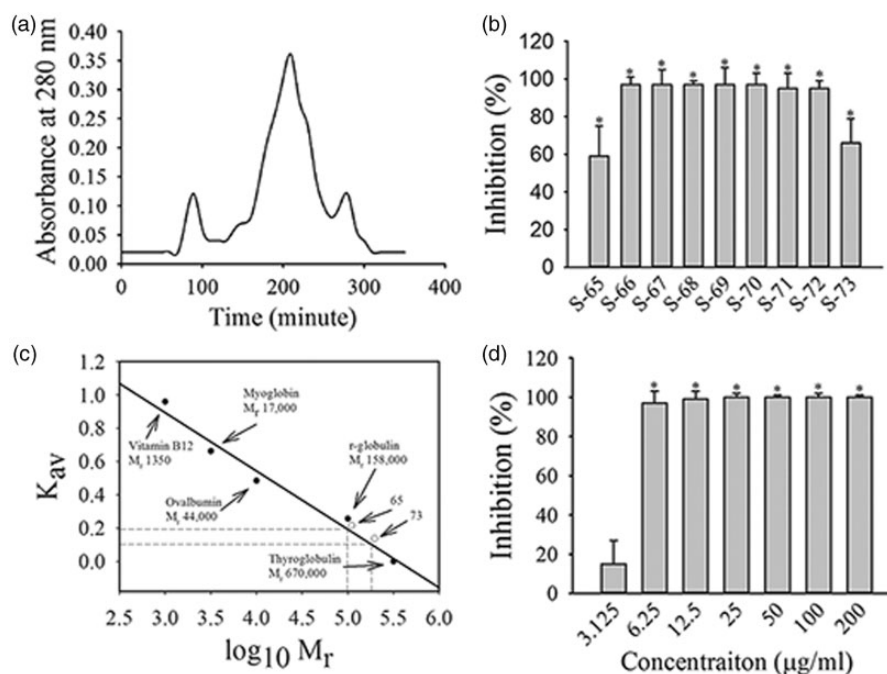 (a)
Absorbance at 280 nm
0.40
0.35
0.30
0.25
0.20
0.15
0.10
0.05
0.00
0 100 200 300 400
Time (minute)
(b)
Inhibition (%)
120
100
80
60
40
20
0
* * * * * * * * *
S-65 S-66 S-67 S-68 S-69 S-70 S-71 S-72 S-73
(c)
Kav
1.2
1.0
0.8
0.6
0.4
0.2
0.0
Myoglobin
Mr 17,000
Vitamin B12
Mr 1350
r-globulin
Mr 158,000
Ovalbumin
Mr 44,000
65
73
Thyroglobulin
Mr 670,000
2.5 3.0 3.5 4.0 4.5 5.0 5.5 6.0
log10 Mr
(d)
Inhibition (%)
120
100
80
60
40
20
0
* * * * * *
3.125 6.25 12.5 25 50 100 200
Concentraiton (μg/ml)